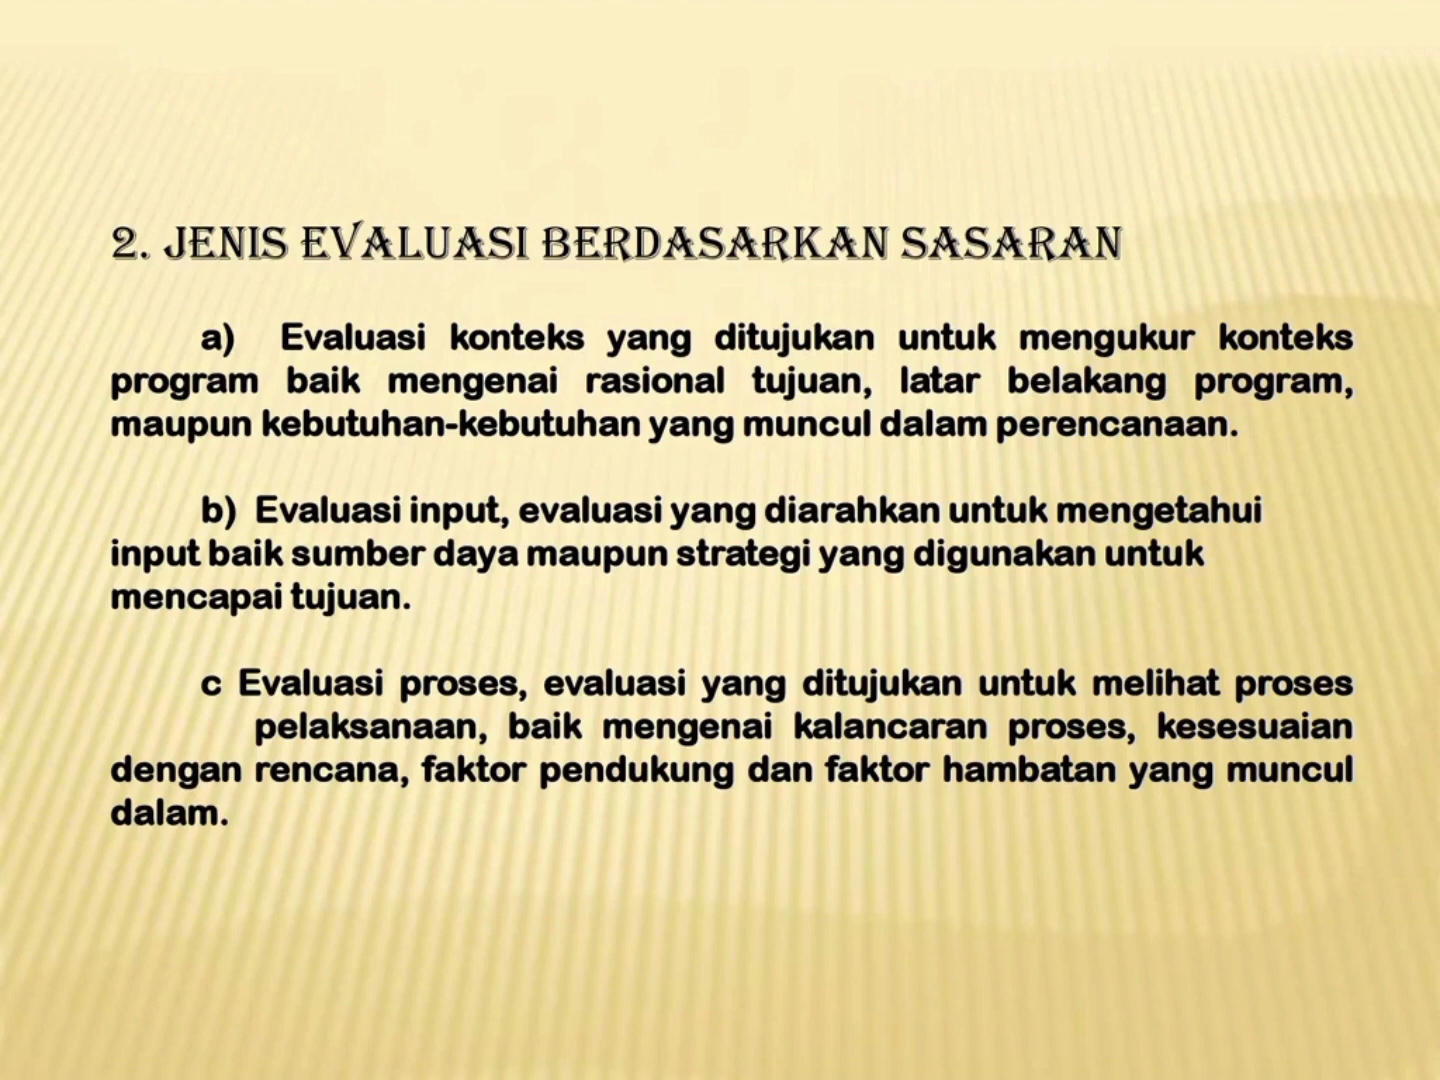 2. JENIS EVALUASI BERDASARKAN SASARAN
a) Evaluasi konteks yang ditujukan untuk mengukur konteks
program baik mengenai rasional tujuan, latar belakang program,
maupun kebutuhan-kebutuhan yang muncul dalam perencanaan.
b) Evaluasi input, evaluasi yang diarahkan untuk mengetahui
input baik sumber daya maupun strategi yang digunakan untuk
mencapai tujuan.
c Evaluasi proses, evaluasi yang ditujukan untuk melihat proses
pelaksanaan, baik mengenai kalancaran proses, kesesuaian
dengan rencana, faktor pendukung dan faktor hambatan yang muncul
dalam.